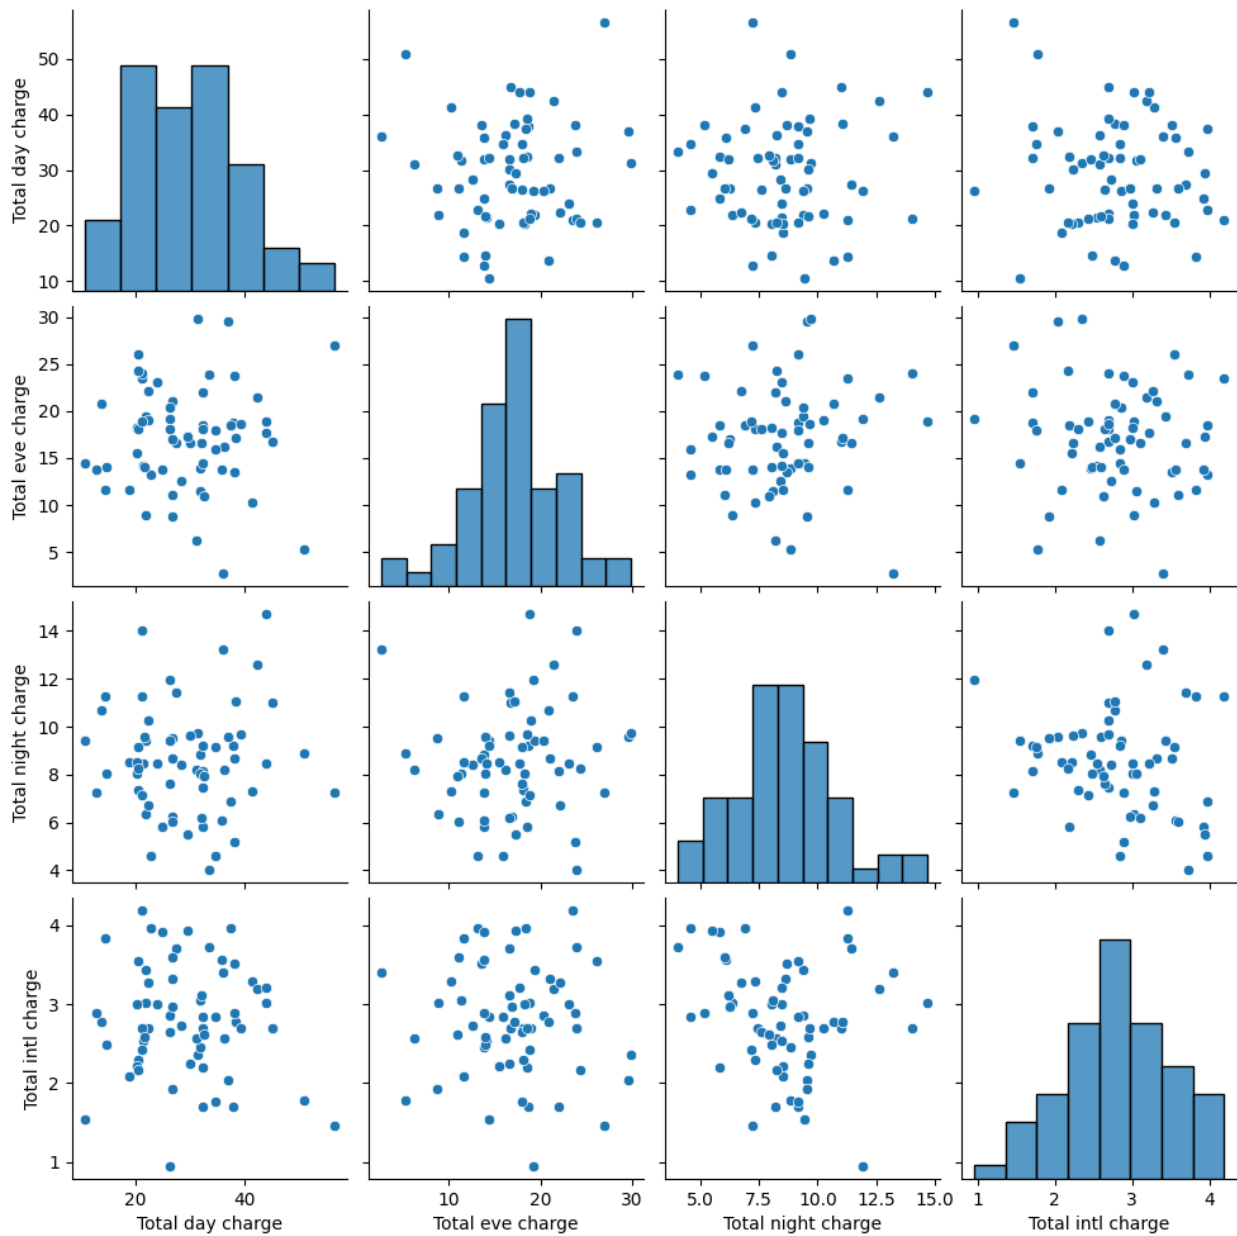 Total day charge
50
40
30
20
10
Total eve charge
30
25
20
15
10
5
Total night charge
14
12
10
8
6
4
Total intl charge
4
3
2
1
20 40
10 20 30
5.0 7.5 10.0 12.5 15.0
1 2 3 4
Total day charge
Total eve charge
Total night charge
Total intl charge